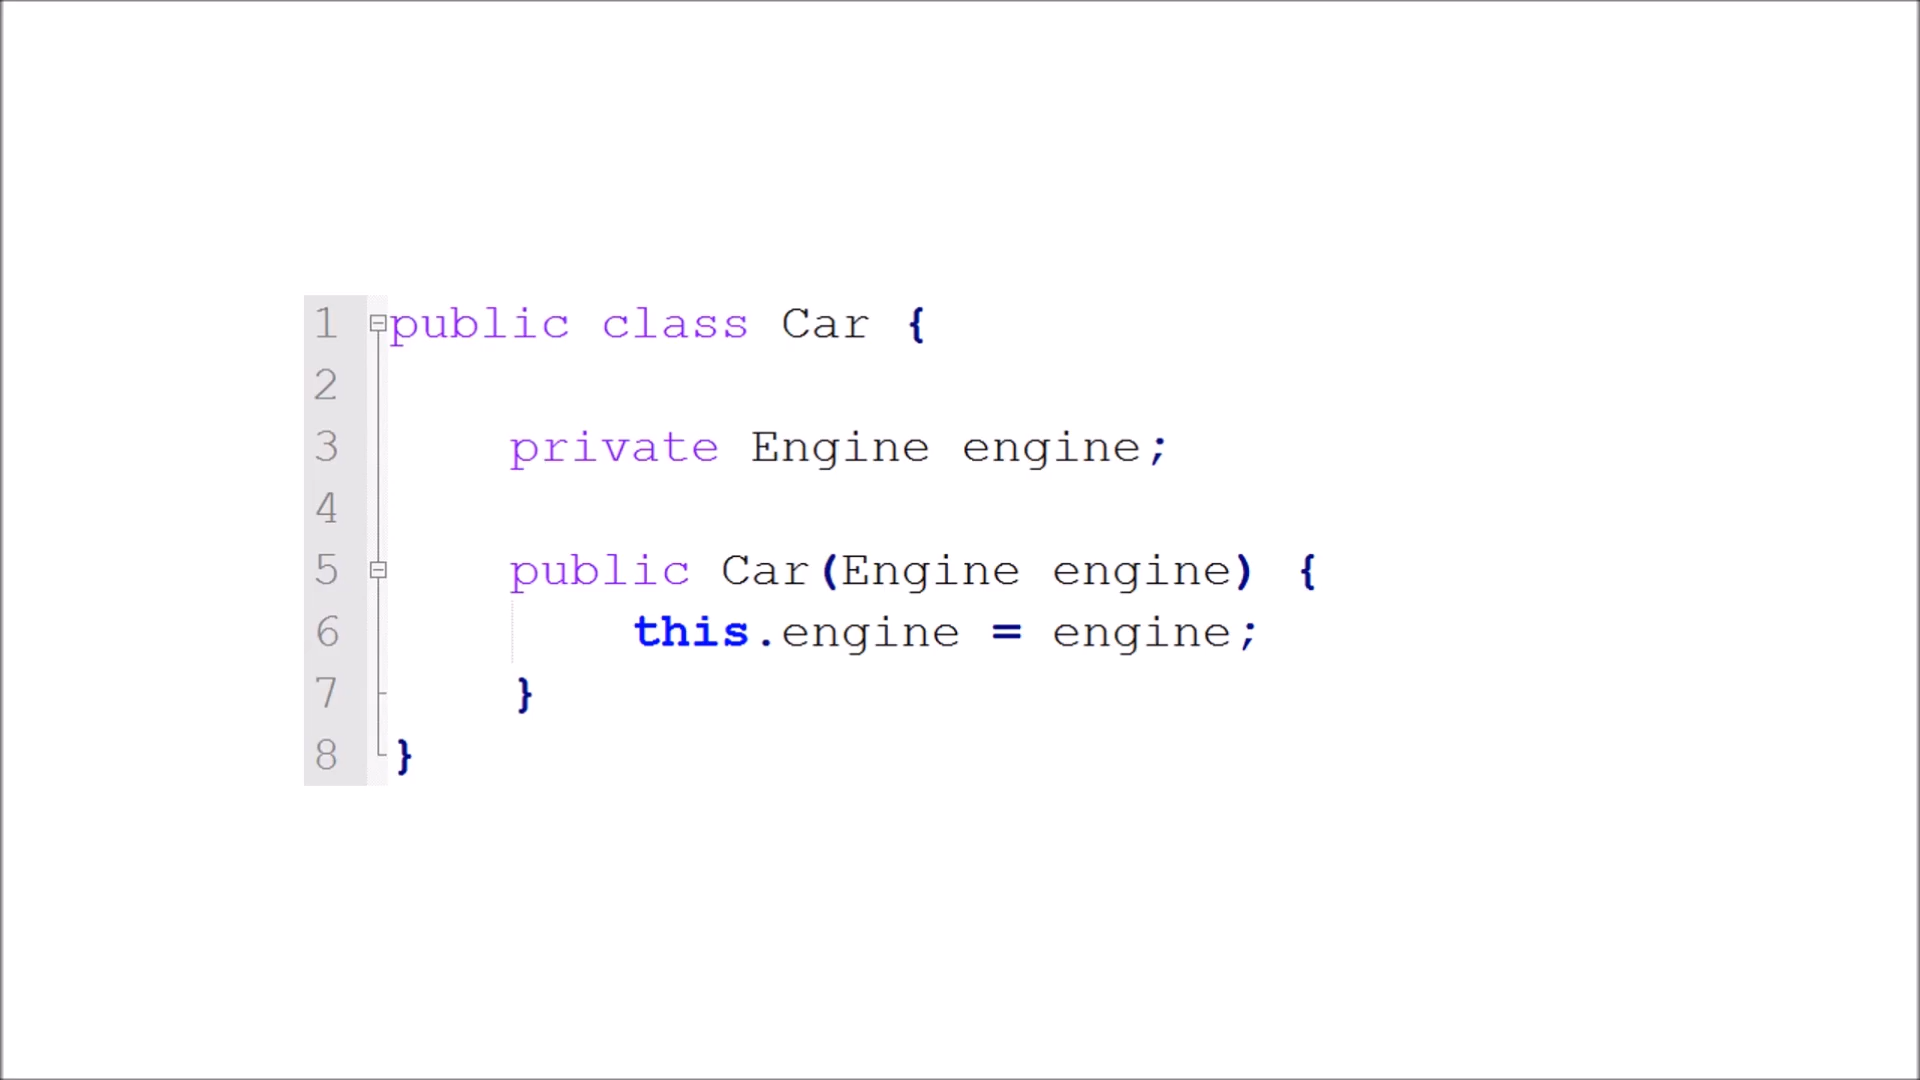 1 public class Car {
2
3 private Engine engine;
4
5 public Car(Engine engine) {
6 this.engine = engine;
7 }
8 }